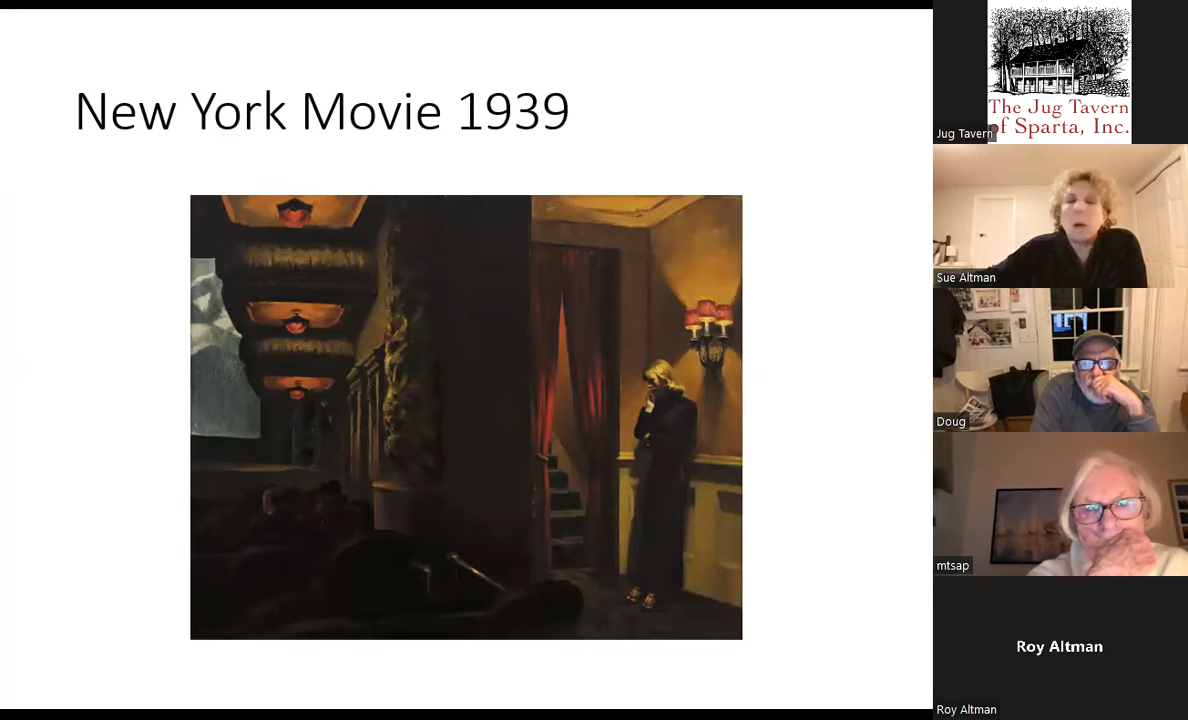 New York Movie 1939
The Jug Tavern
of Sparta, Inc.
Jug Tavern
Sue Altman
Doug
mtsap
Roy Altman
Roy Altman